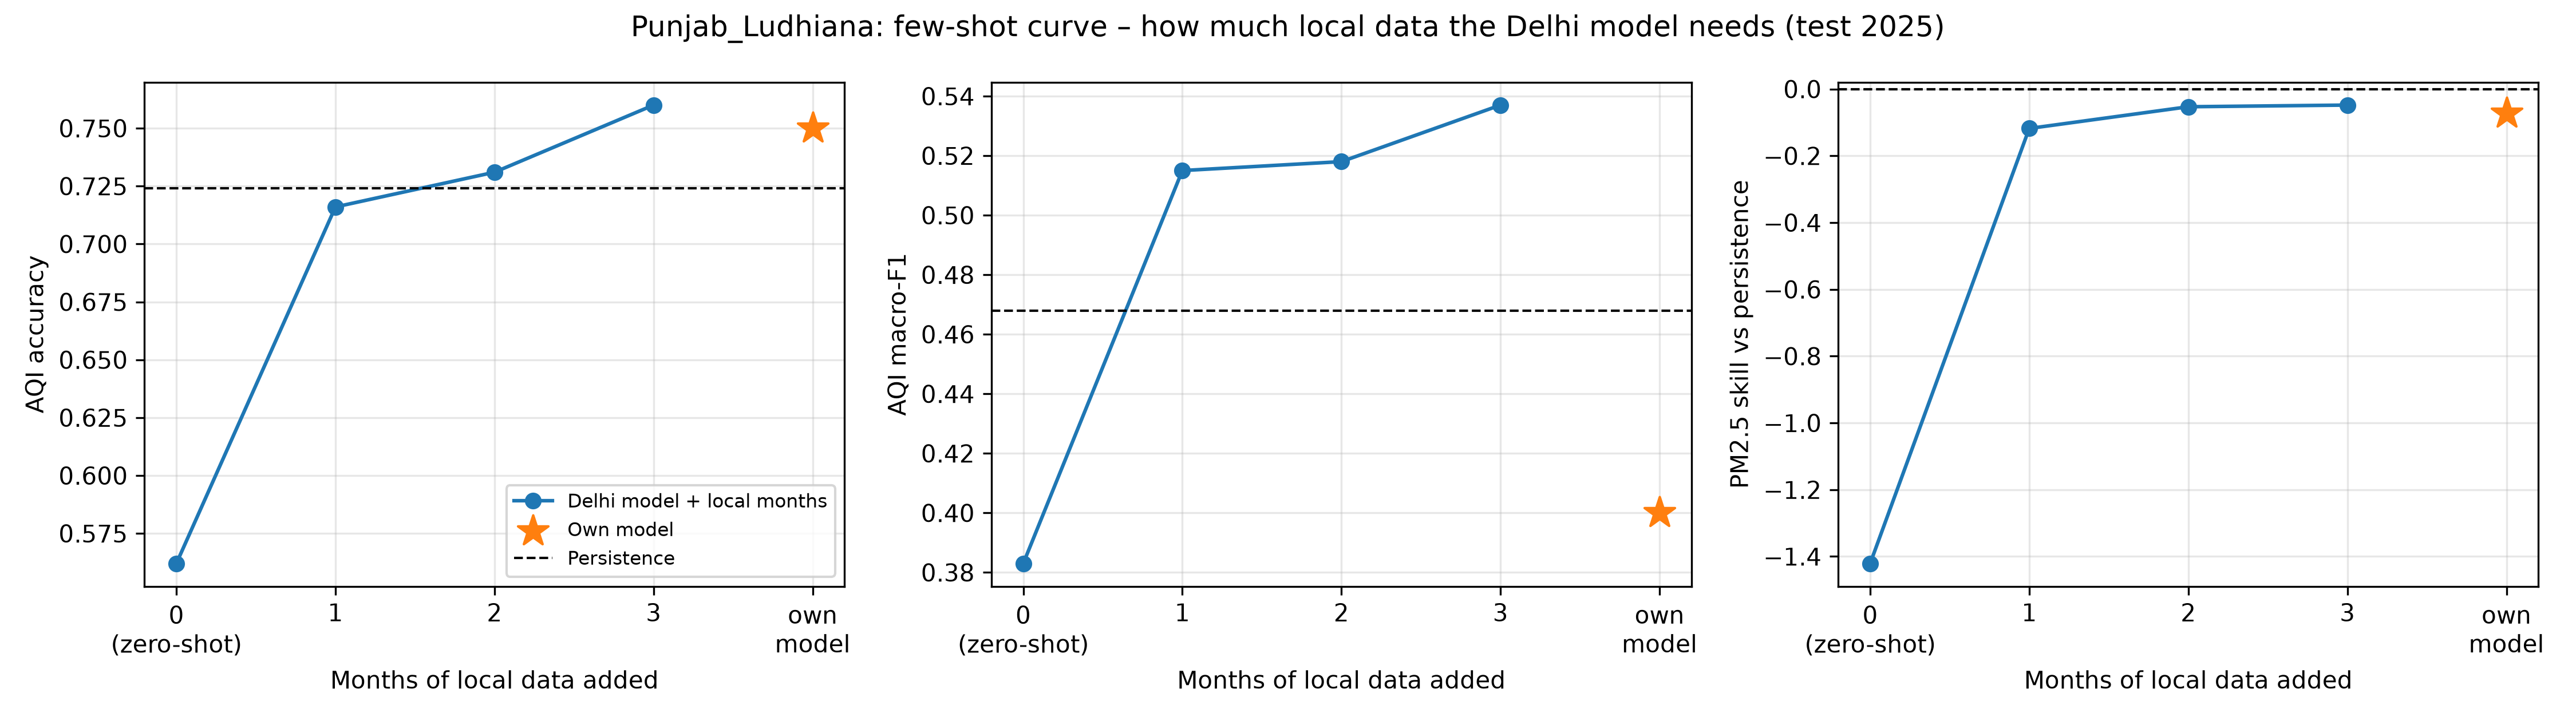 Punjab_Ludhiana: few-shot curve – how much local data the Delhi model needs (test 2025)
AQI accuracy
0.750
0.725
0.700
0.675
0.650
0.625
0.600
0.575
Delhi model + local months
Own model
Persistence
0 1 2 3 own
(zero-shot) model
Months of local data added
AQI macro-F1
0.54
0.52
0.50
0.48
0.46
0.44
0.42
0.40
0.38
0 1 2 3 own
(zero-shot) model
Months of local data added
PM2.5 skill vs persistence
0.0
−0.2
−0.4
−0.6
−0.8
−1.0
−1.2
−1.4
0 1 2 3 own
(zero-shot) model
Months of local data added